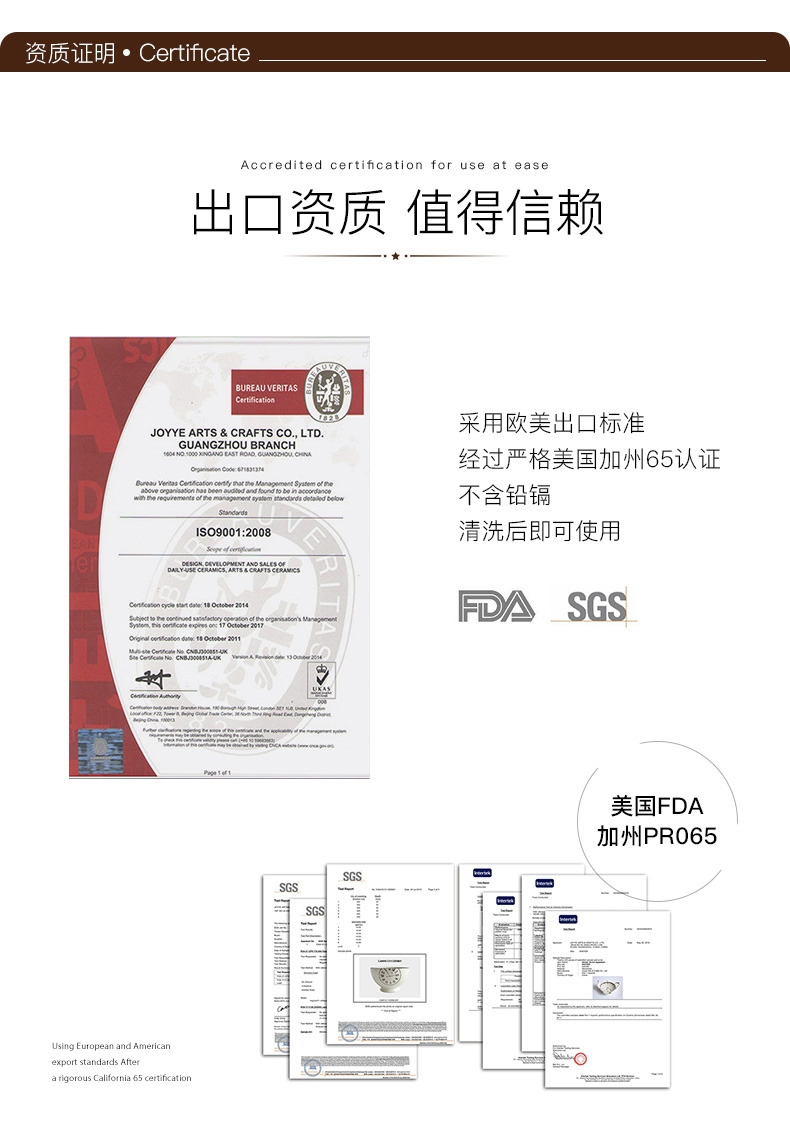 资质证明 • Certificate
Accredited certification for use at ease
出口资质 值得信赖
BUREAU VERITAS
Certification
BUREAU VERITAS
1828
JOYYE ARTS & CRAFTS CO., LTD.
GUANGZHOU BRANCH
1604 NO.1000 XINGANG EAST ROAD, GUANGZHOU, CHINA
Organisation Code: 671831374
Bureau Veritas Certification certify that the Management System of the
above organisation has been audited and found to be in accordance
with the requirements of the management system standards detailed below
Standards
ISO9001:2008
Scope of certification
DESIGN, DEVELOPMENT AND SALES OF
DAILY-USE CERAMICS, ARTS & CRAFTS CERAMICS
Certification cycle start date: 18 October 2014
Subject to the continued satisfactory operation of the organisation's Management
System, this certificate expires on: 17 October 2017
Original certification date: 18 October 2011
Multi-site Certificate No. CNBJ300851-UK
Site Certificate No. CNBJ300851A-UK Version A, Revision date: 13 October 2014
Certification Authority
UKAS
008
Certification body address: Brandon House, 180 Borough High Street, London SE1 1LB, United Kingdom
Local office: F22, Tower B, Beijing Global Trade Center, 36 North Third Ring Road East, Dongcheng District,
Beijing China, 100013
Further clarifications regarding the scope of this certificate and the applicability of the management system
requirements may be obtained by consulting the organisation.
To check this certificate validity please call (+86 10 59683663)
Information of this certificate may be obtained by visiting CNCA website (www.cnca.gov.cn).
Page 1 of 1
采用欧美出口标准
经过严格美国加州65认证
不含铅镉
清洗后即可使用
FDA SGS
美国FDA
加州PR065
SGS
SGS
SGS
Test Report
Intertek
Intertek
Intertek
Intertek
Using European and American
export standards After
a rigorous California 65 certification